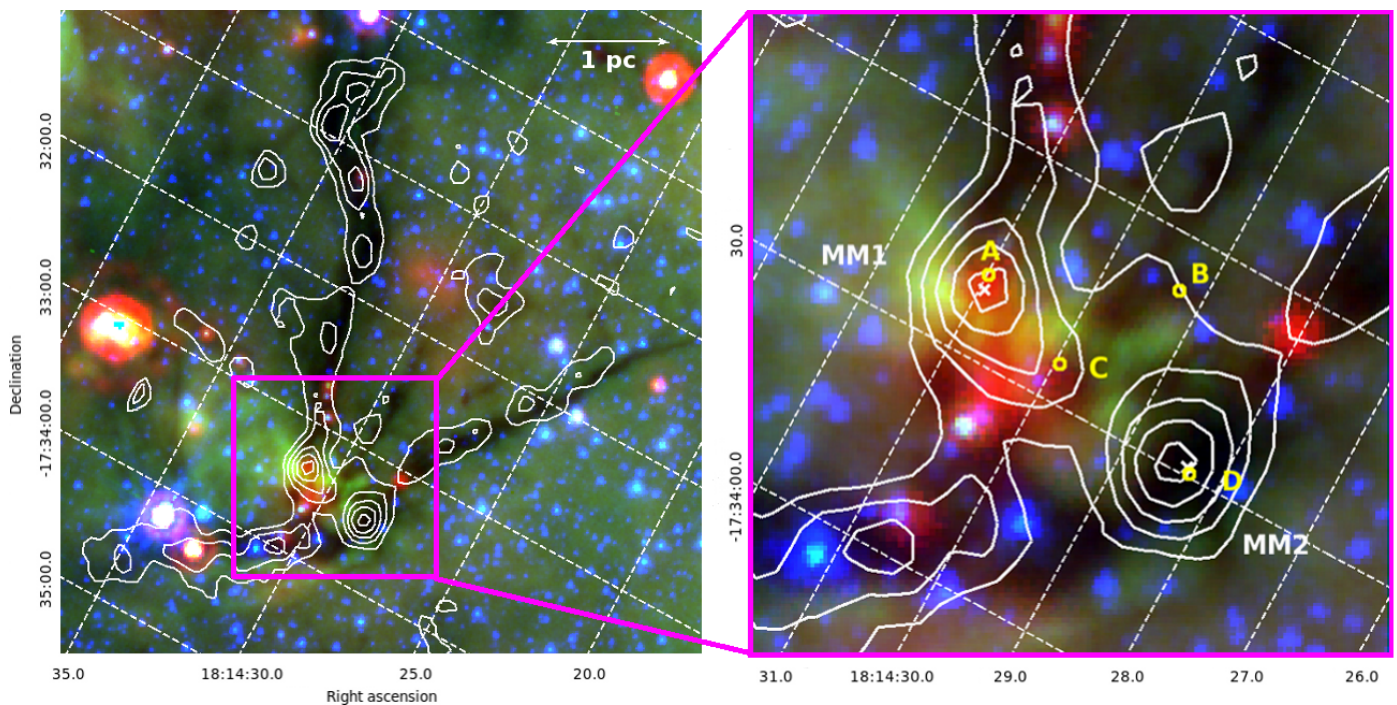 1 pc
32:00.0
33:00.0
-17:34:00.0
35:00.0
Declination
35.0 18:14:30.0 25.0 20.0
Right ascension
MM1
A
B
C
D
MM2
30.0
-17:34:00.0
31.0 18:14:30.0 29.0 28.0 27.0 26.0